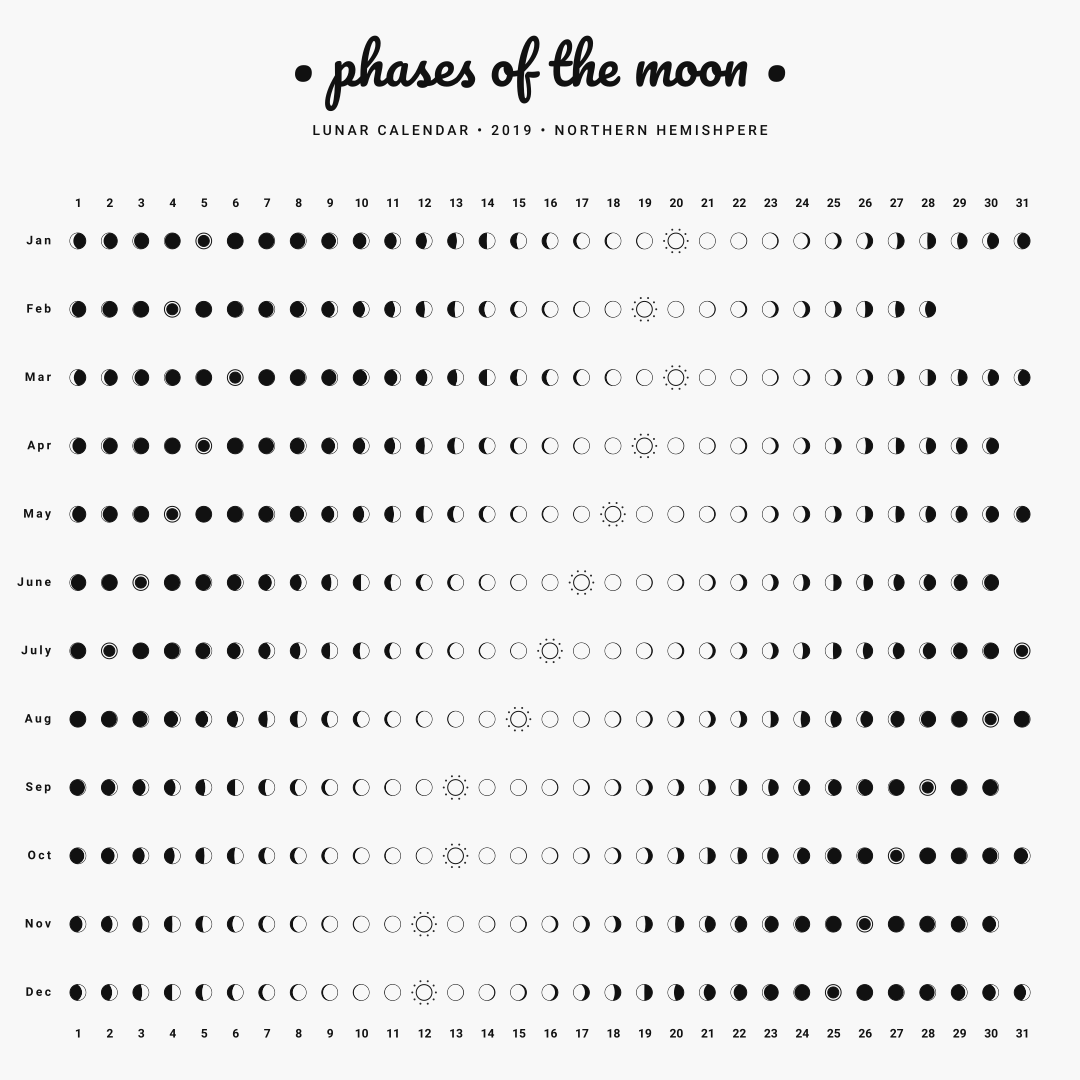 • phases of the moon •
LUNAR CALENDAR • 2019 • NORTHERN HEMISHPERE
1 2 3 4 5 6 7 8 9 10 11 12 13 14 15 16 17 18 19 20 21 22 23 24 25 26 27 28 29 30 31
Jan
Feb
Mar
Apr
May
June
July
Aug
Sep
Oct
Nov
Dec
1 2 3 4 5 6 7 8 9 10 11 12 13 14 15 16 17 18 19 20 21 22 23 24 25 26 27 28 29 30 31